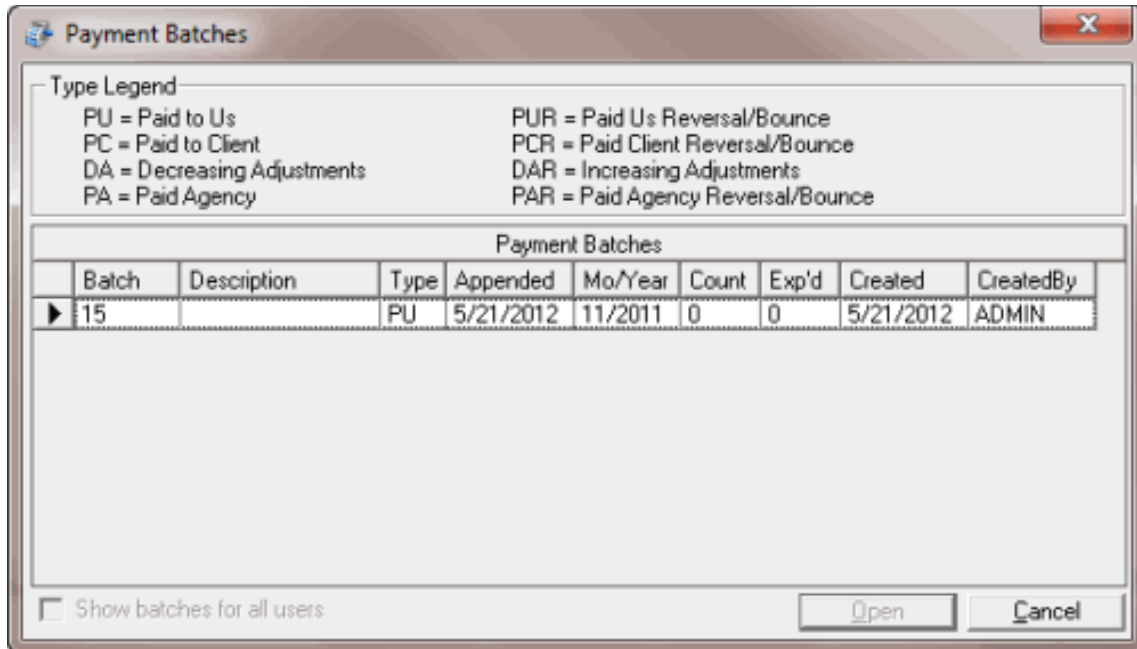 Payment Batches
Type Legend
PU = Paid to Us
PC = Paid to Client
DA = Decreasing Adjustments
PA = Paid Agency
PUR = Paid Us Reversal/Bounce
PCR = Paid Client Reversal/Bounce
DAR = Increasing Adjustments
PAR = Paid Agency Reversal/Bounce
Payment Batches
Batch Description Type Appended Mo/Year Count Exp'd Created CreatedBy
15 PU 5/21/2012 11/2011 0 0 5/21/2012 ADMIN
Show batches for all users Open Cancel